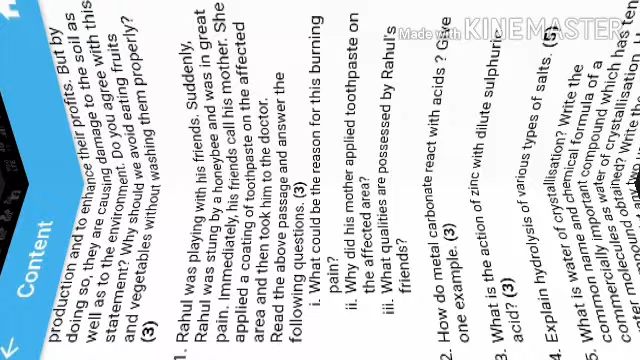 Content
production and to enhance their profits. But by
doing so, they are causing damage to the soil as
well as to the environment. Do you agree with this
statement? Why should we avoid eating fruits
and vegetables without washing them properly?
(3)
1. Rahul was playing with his friends. Suddenly,
Rahul was stung by a honeybee and was in great
pain. Immediately, his friends call his mother. She
applied a coating of toothpaste on the affected
area and then took him to the doctor.
Read the above passage and answer the
following questions. (3)
i. What could be the reason for this burning
pain?
ii. Why did his mother applied toothpaste on
the affected area?
iii. What qualities are possessed by Rahul's
friends?
2. How do metal carbonate react with acids ? Give
one example. (3)
3. What is the action of zinc with dilute sulphuric
acid? (3)
4. Explain hydrolysis of various types of salts. (5)
5. What is water of crystallisation? Write the
common name and chemical formula of a
commercially important compound which has ten
water of crystallisation.
obtained? Write the
Made with KINEMASTER